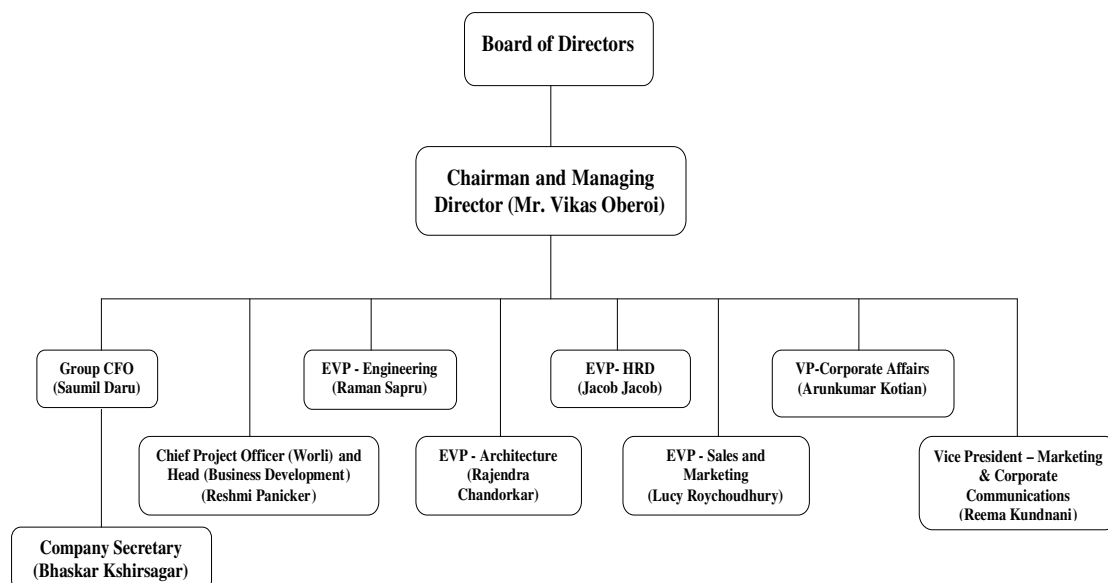 Board of Directors
Chairman and Managing
Director (Mr. Vikas Oberoi)
Group CFO
(Saumil Daru)
EVP - Engineering
(Raman Sapru)
EVP- HRD
(Jacob Jacob)
VP-Corporate Affairs
(Arunkumar Kotian)
Chief Project Officer (Worli) and
Head (Business Development)
(Reshmi Panicker)
EVP - Architecture
(Rajendra
Chandorkar)
EVP - Sales and
Marketing
(Lucy Roychoudhury)
Vice President – Marketing
& Corporate
Communications
(Reema Kundnani)
Company Secretary
(Bhaskar Kshirsagar)